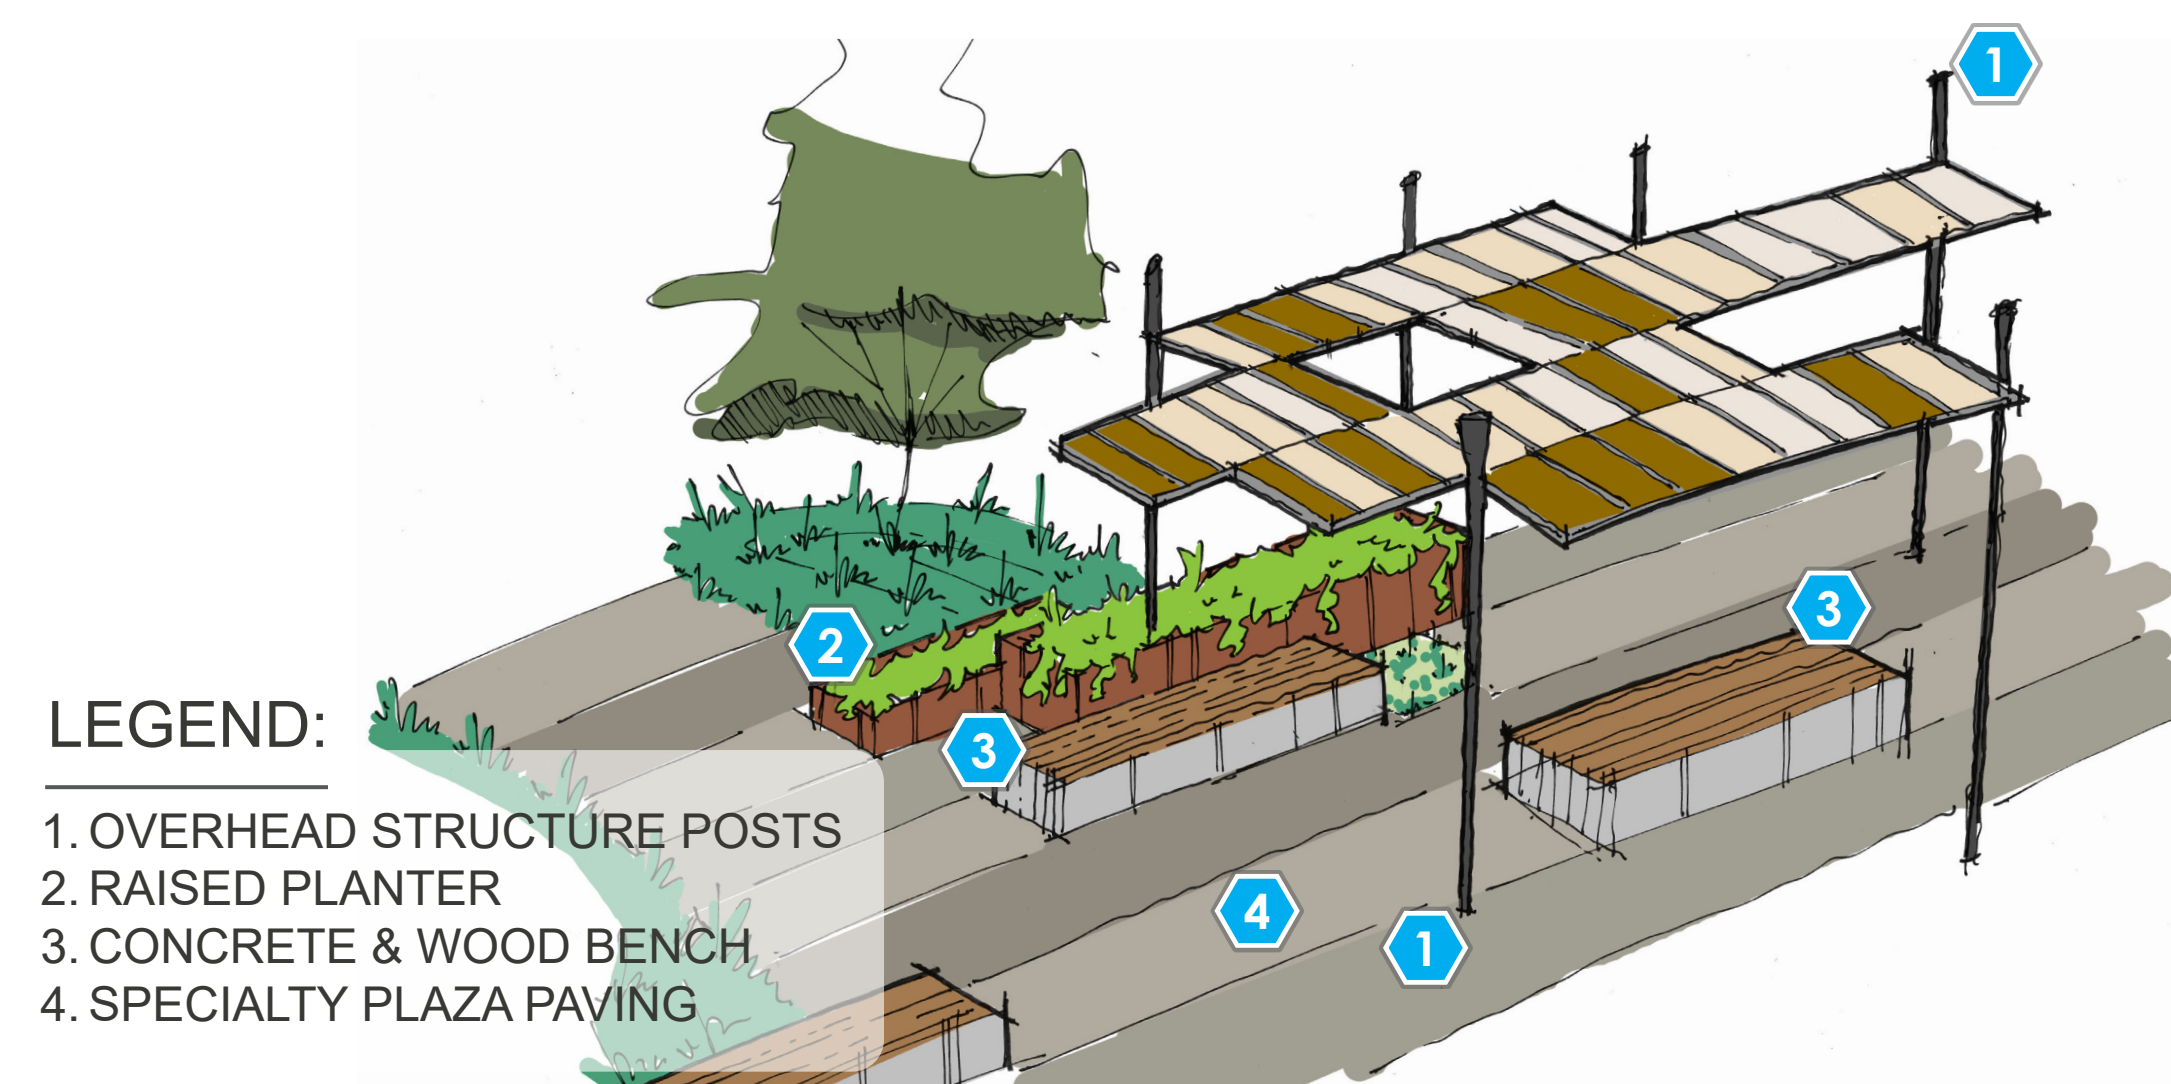 1
2
3
3
4
1
LEGEND:
1. OVERHEAD STRUCTURE POSTS
2. RAISED PLANTER
3. CONCRETE & WOOD BENCH
4. SPECIALTY PLAZA PAVING